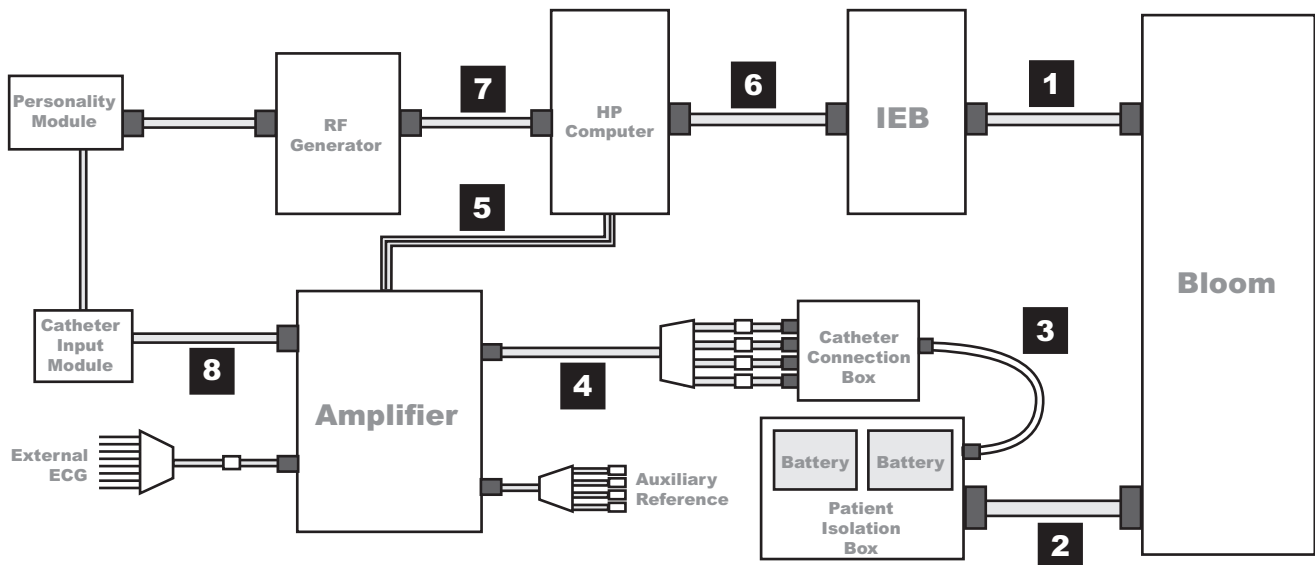 Personality
Module
RF
Generator
7
HP
Computer
6
IEB
1
Bloom
5
Catheter
Input
Module
8
Amplifier
4
Catheter
Connection
Box
3
External
ECG
Auxiliary
Reference
Battery
Battery
Patient
Isolation
Box
2